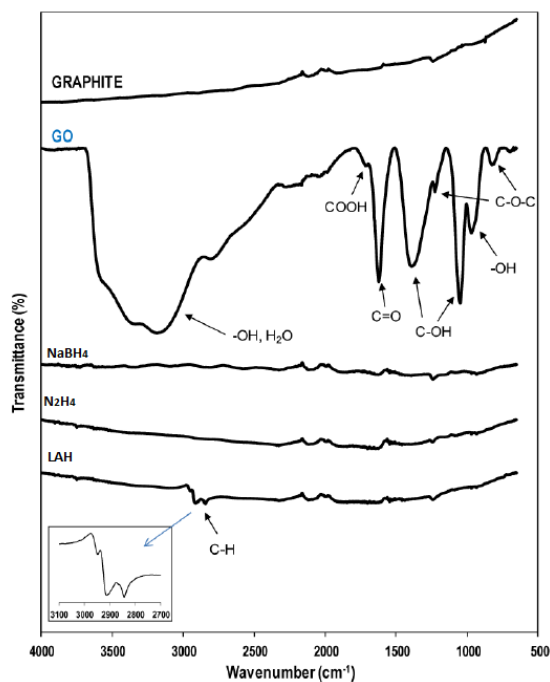 GRAPHITE
GO
COOH
C-O-C
-OH
C=O
C-OH
-OH, H₂O
NaBH4
N2H4
LAH
C-H
3100 3000 2900 2800 2700
Transmittance (%)
4000 3500 3000 2500 2000 1500 1000 500
Wavenumber (cm⁻¹)